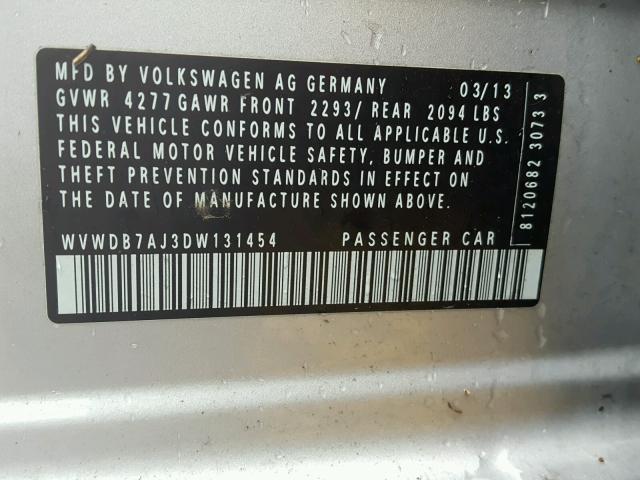 MFD BY VOLKSWAGEN AG GERMANY 03/13
GVWR 4277 GAWR FRONT 2293/ REAR 2094 LBS
THIS VEHICLE CONFORMS TO ALL APPLICABLE U.S.
FEDERAL MOTOR VEHICLE SAFETY, BUMPER AND
THEFT PREVENTION STANDARDS IN EFFECT ON
THE DATE OF MANUFACTURE SHOWN ABOVE.
WVWDB7AJ3DW131454 PASSENGER CAR
8120682 3073 3